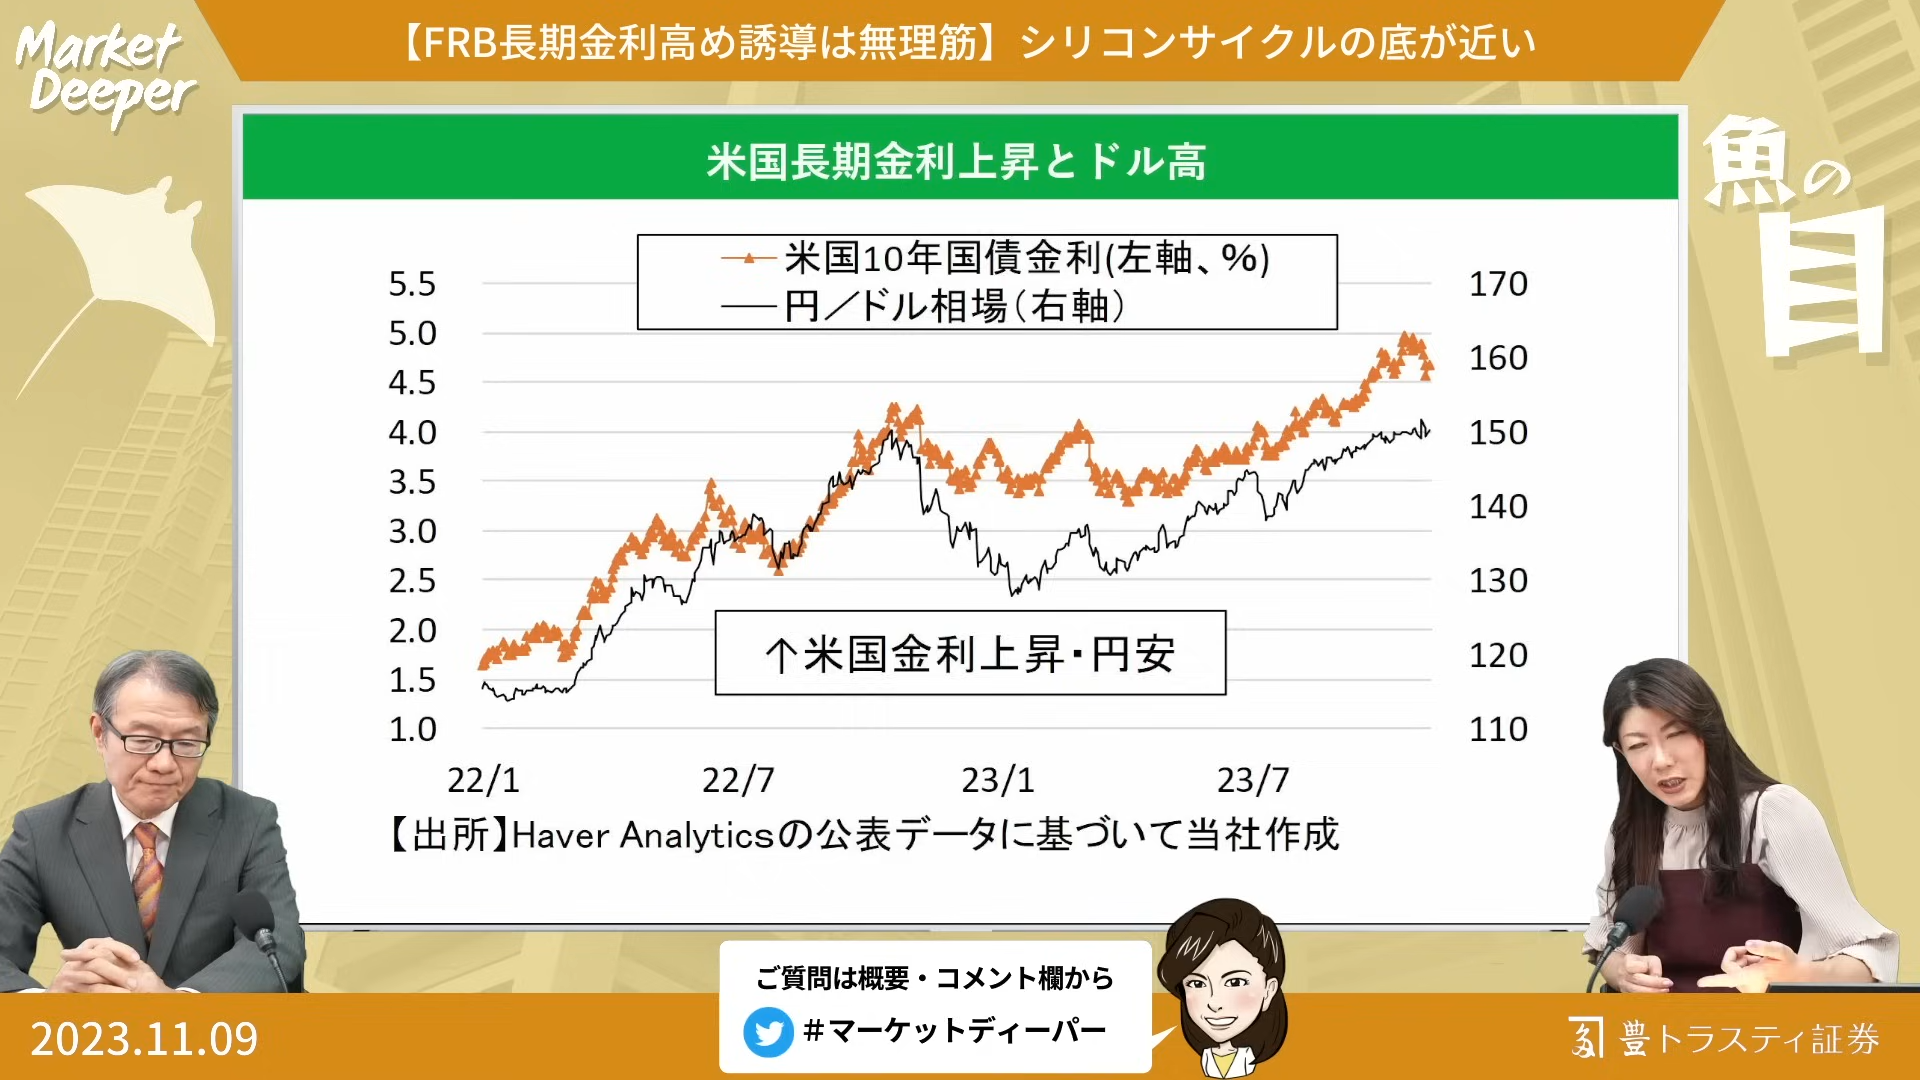 Market
Deeper
【FRB長期金利高め誘導は無理筋】シリコンサイクルの底が近い
魚の
目
米国長期金利上昇とドル高
米国10年国債金利(左軸、%)
円／ドル相場（右軸）
5.5
5.0
4.5
4.0
3.5
3.0
2.5
2.0
1.5
1.0
170
160
150
140
130
120
110
↑米国金利上昇・円安
22/1 22/7 23/1 23/7
【出所】Haver Analyticsの公表データに基づいて当社作成
ご質問は概要・コメント欄から
#マーケットディーパー
2023.11.09
豊トラスティ証券